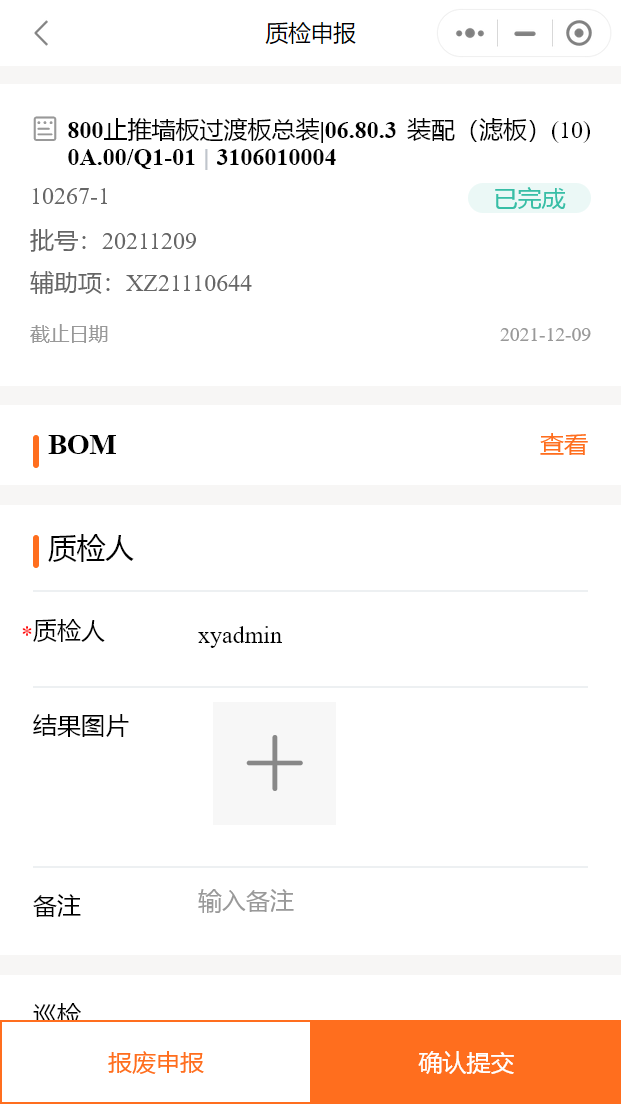 质检申报
800止推墙板过渡板总装|06.80.3 装配（滤板）(10)
0A.00/Q1-01 | 3106010004
10267-1
已完成
批号：20211209
辅助项：XZ21110644
截止日期 2021-12-09
BOM 查看
质检人
*质检人 xyadmin
结果图片
备注 输入备注
巡检
报废申报 确认提交